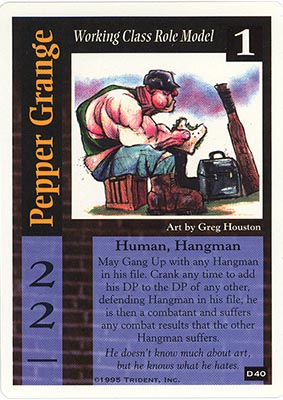 Pepper Grange
Working Class Role Model
1
Art by Greg Houston
2
2
Human, Hangman
May Gang Up with any Hangman
in his file. Crank any time to add
his DP to the DP of any other,
defending Hangman in his file, he
is then a combatant and suffers
any combat results that the other
Hangman suffers.
He doesn't know much about art,
but he knows what he hates.
©1995 TRIDENT, INC.
D40